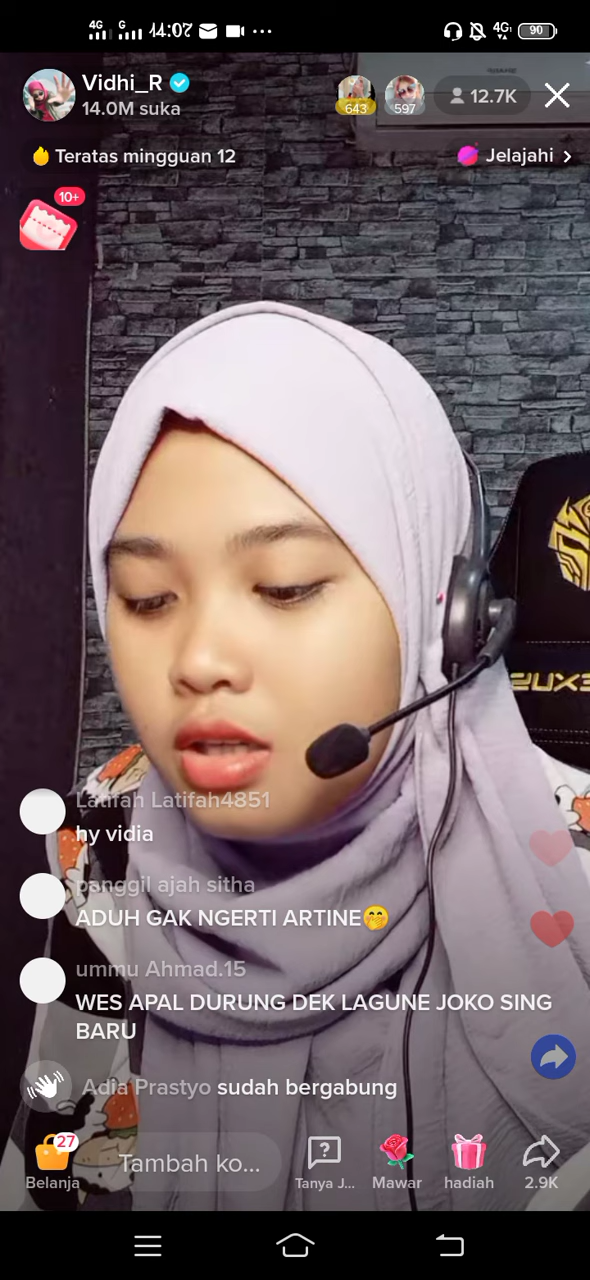 4G G 14:07 4G 90
Vidhi_R
14.0M suka
643 597 12.7K
Teratas mingguan 12 Jelajahi
10+
Latifah Latifah4851
hy vidia
panggil ajah sitha
ADUH GAK NGERTI ARTINE🤭
ummu Ahmad.15
WES APAL DURUNG DEK LAGUNE JOKO SING
BARU
Adia Prastyo sudah bergabung
27
Belanja
Tambah ko...
Tanya J...
Mawar
hadiah
2.9K